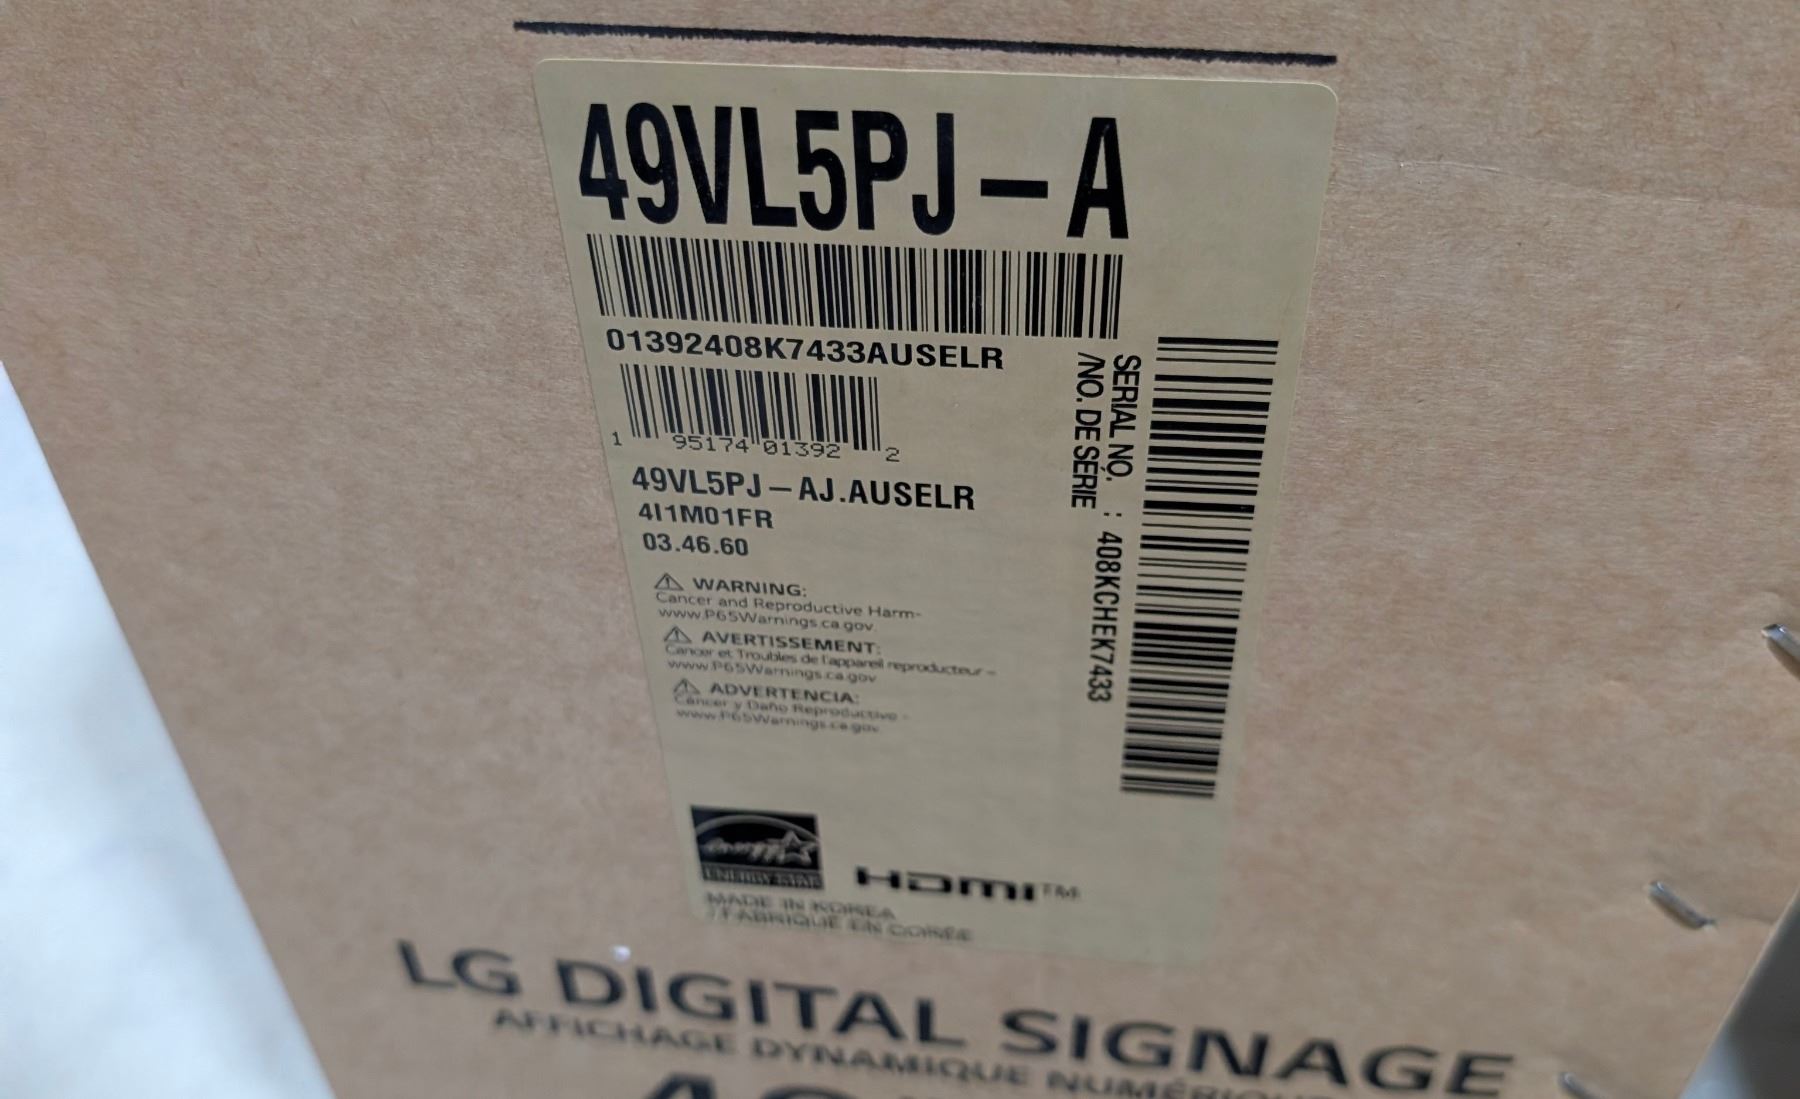 49VL5PJ-A
01392408K7433AUSELR
1 95174 01392 2
49VL5PJ-AJ.AUSELR
4I1M01FR
03.46.60
⚠ WARNING:
Cancer and Reproductive Harm-
www.P65Warnings.ca.gov
⚠ AVERTISSEMENT:
Cancer et Troubles de l'appareil reproducteur -
www.P65Warnings.ca.gov
⚠ ADVERTENCIA:
Cáncer y Daño Reproductivo -
www.P65Warnings.ca.gov
SERIAL NO. : 408KCHEK7433
/NO. DE SÉRIE
energy
ENERGY STAR
HDMI™
MADE IN KOREA
/ FABRIQUÉ EN CORÉE
LG DIGITAL SIGNAGE
AFFICHAGE DYNAMIQUE